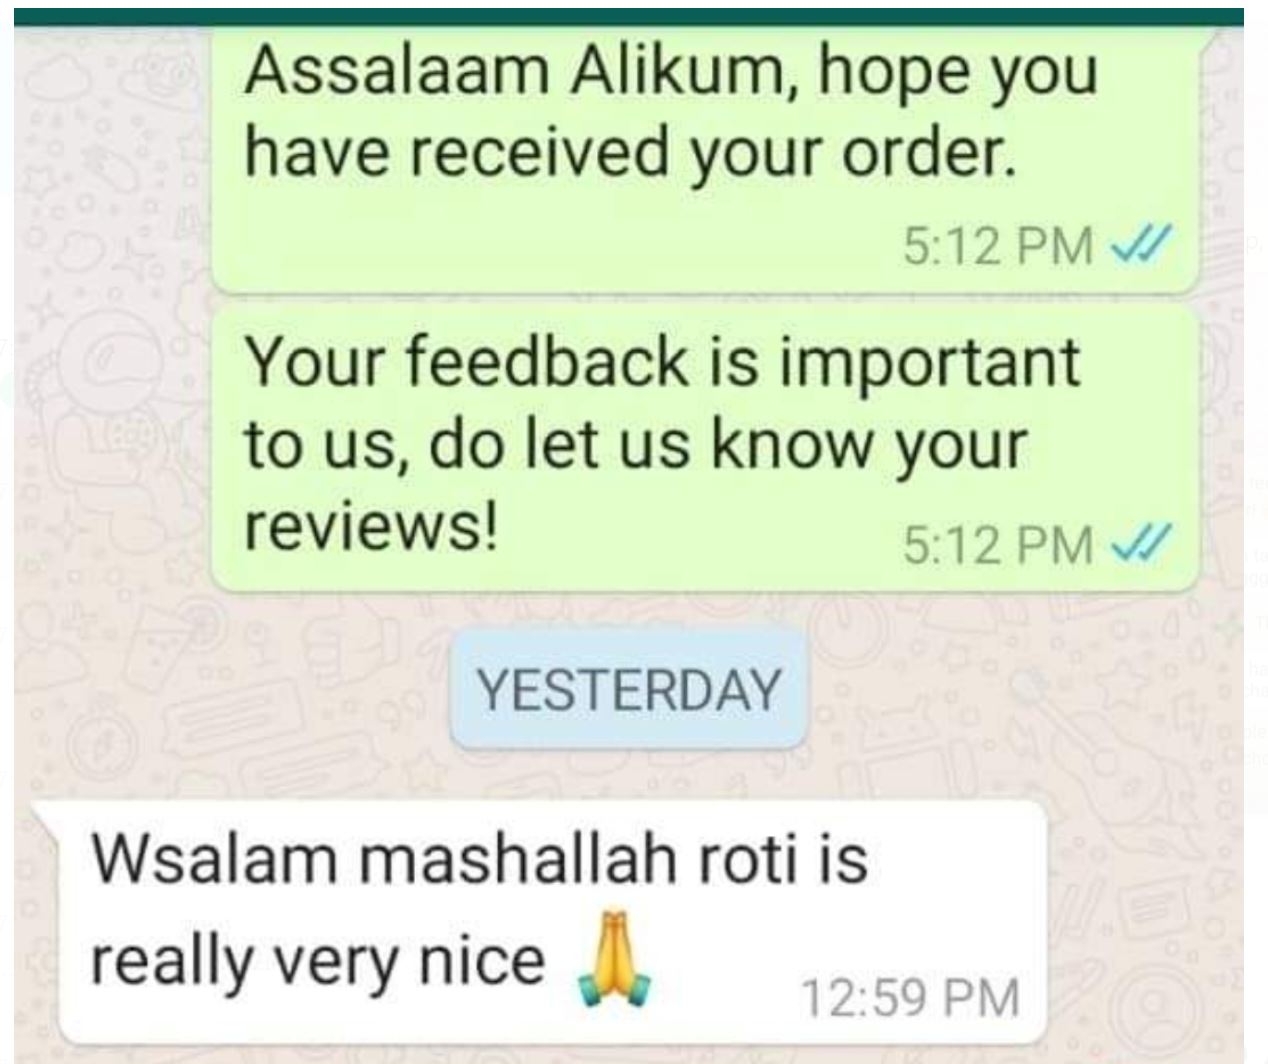 Assalaam Alikum, hope you
have received your order.
5:12 PM
Your feedback is important
to us, do let us know your
reviews!
5:12 PM
YESTERDAY
Wsalam mashallah roti is
really very nice 🙏
12:59 PM